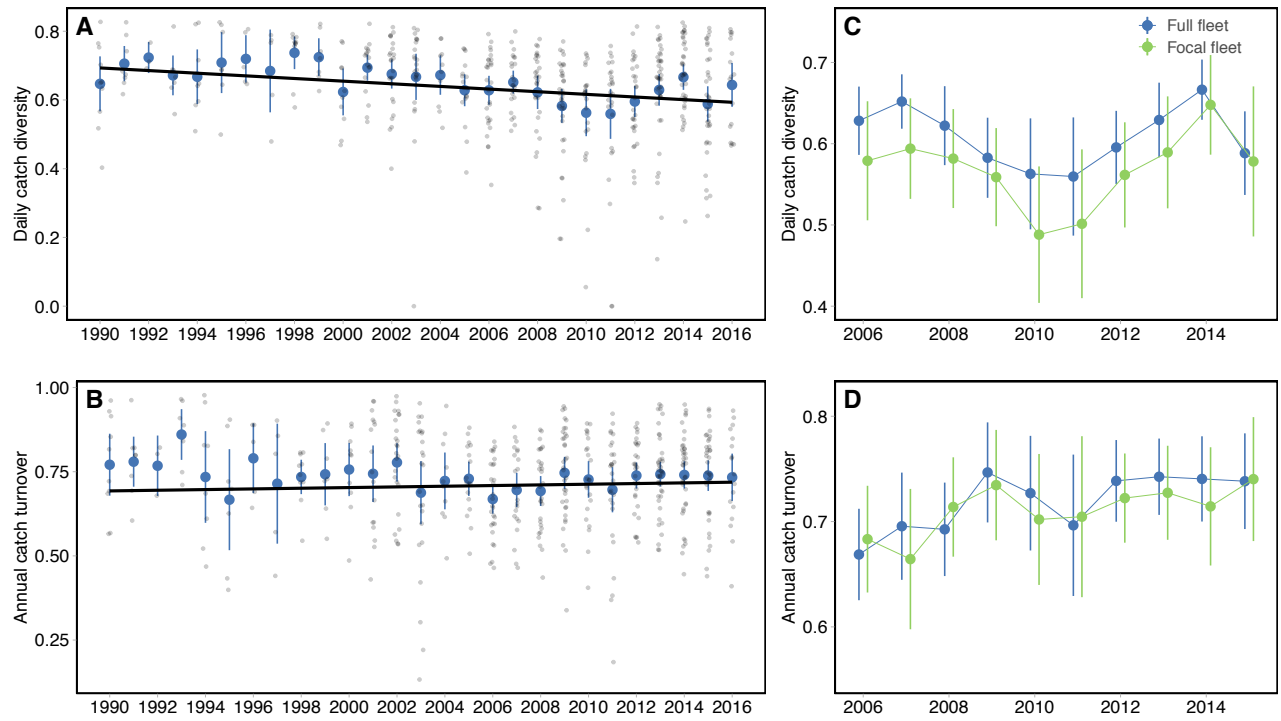 A
Daily catch diversity
0.8
0.6
0.4
0.2
0.0
1990 1992 1994 1996 1998 2000 2002 2004 2006 2008 2010 2012 2014 2016
C
Full fleet
Focal fleet
Daily catch diversity
0.7
0.6
0.5
0.4
2006 2008 2010 2012 2014
B
Annual catch turnover
1.00
0.75
0.50
0.25
1990 1992 1994 1996 1998 2000 2002 2004 2006 2008 2010 2012 2014 2016
D
Annual catch turnover
0.8
0.7
0.6
2006 2008 2010 2012 2014